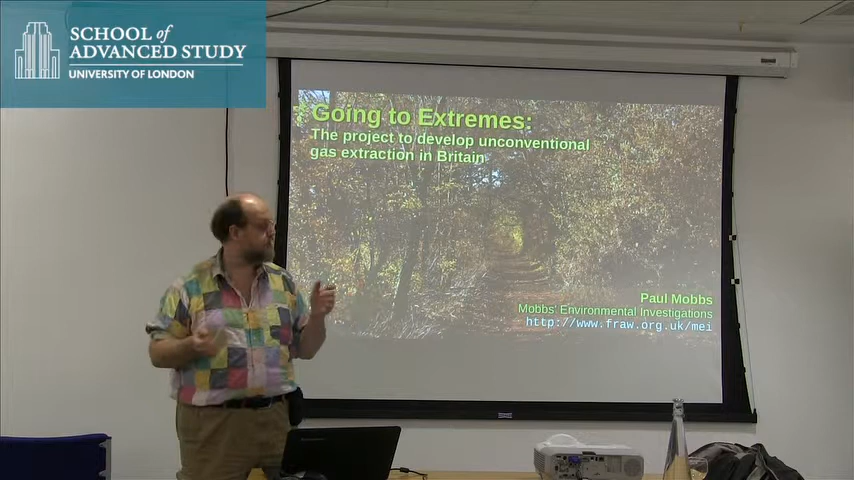 SCHOOL of
ADVANCED STUDY
UNIVERSITY OF LONDON
Going to Extremes:
The project to develop unconventional
gas extraction in Britain
Paul Mobbs
Mobbs' Environmental Investigations
http://www.fraw.org.uk/mei